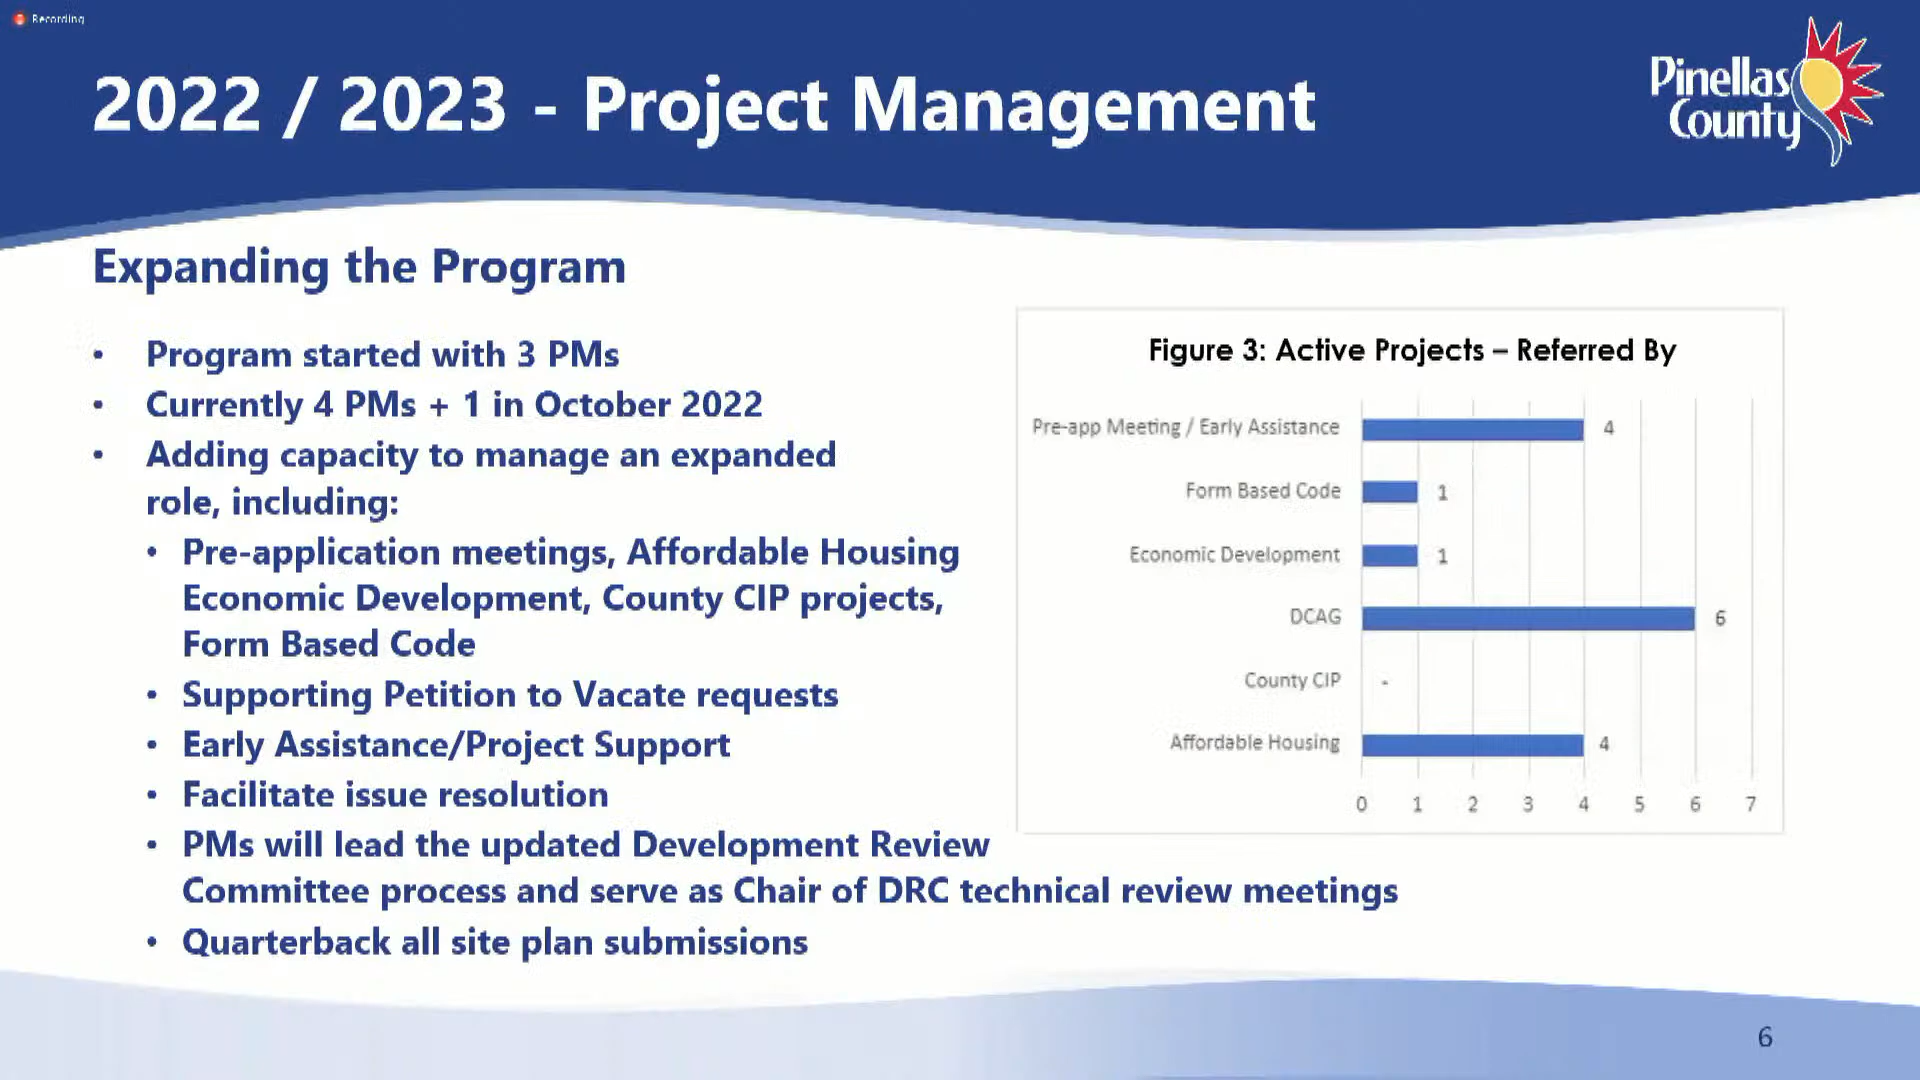 Recording
2022 / 2023 - Project Management
Pinellas
County
Expanding the Program
• Program started with 3 PMs
• Currently 4 PMs + 1 in October 2022
• Adding capacity to manage an expanded
role, including:
• Pre-application meetings, Affordable Housing
Economic Development, County CIP projects,
Form Based Code
• Supporting Petition to Vacate requests
• Early Assistance/Project Support
• Facilitate issue resolution
• PMs will lead the updated Development Review
Committee process and serve as Chair of DRC technical review meetings
• Quarterback all site plan submissions
Figure 3: Active Projects – Referred By
Pre-app Meeting / Early Assistance 4
Form Based Code 1
Economic Development 1
DCAG 6
County CIP -
Affordable Housing 4
0 1 2 3 4 5 6 7
6